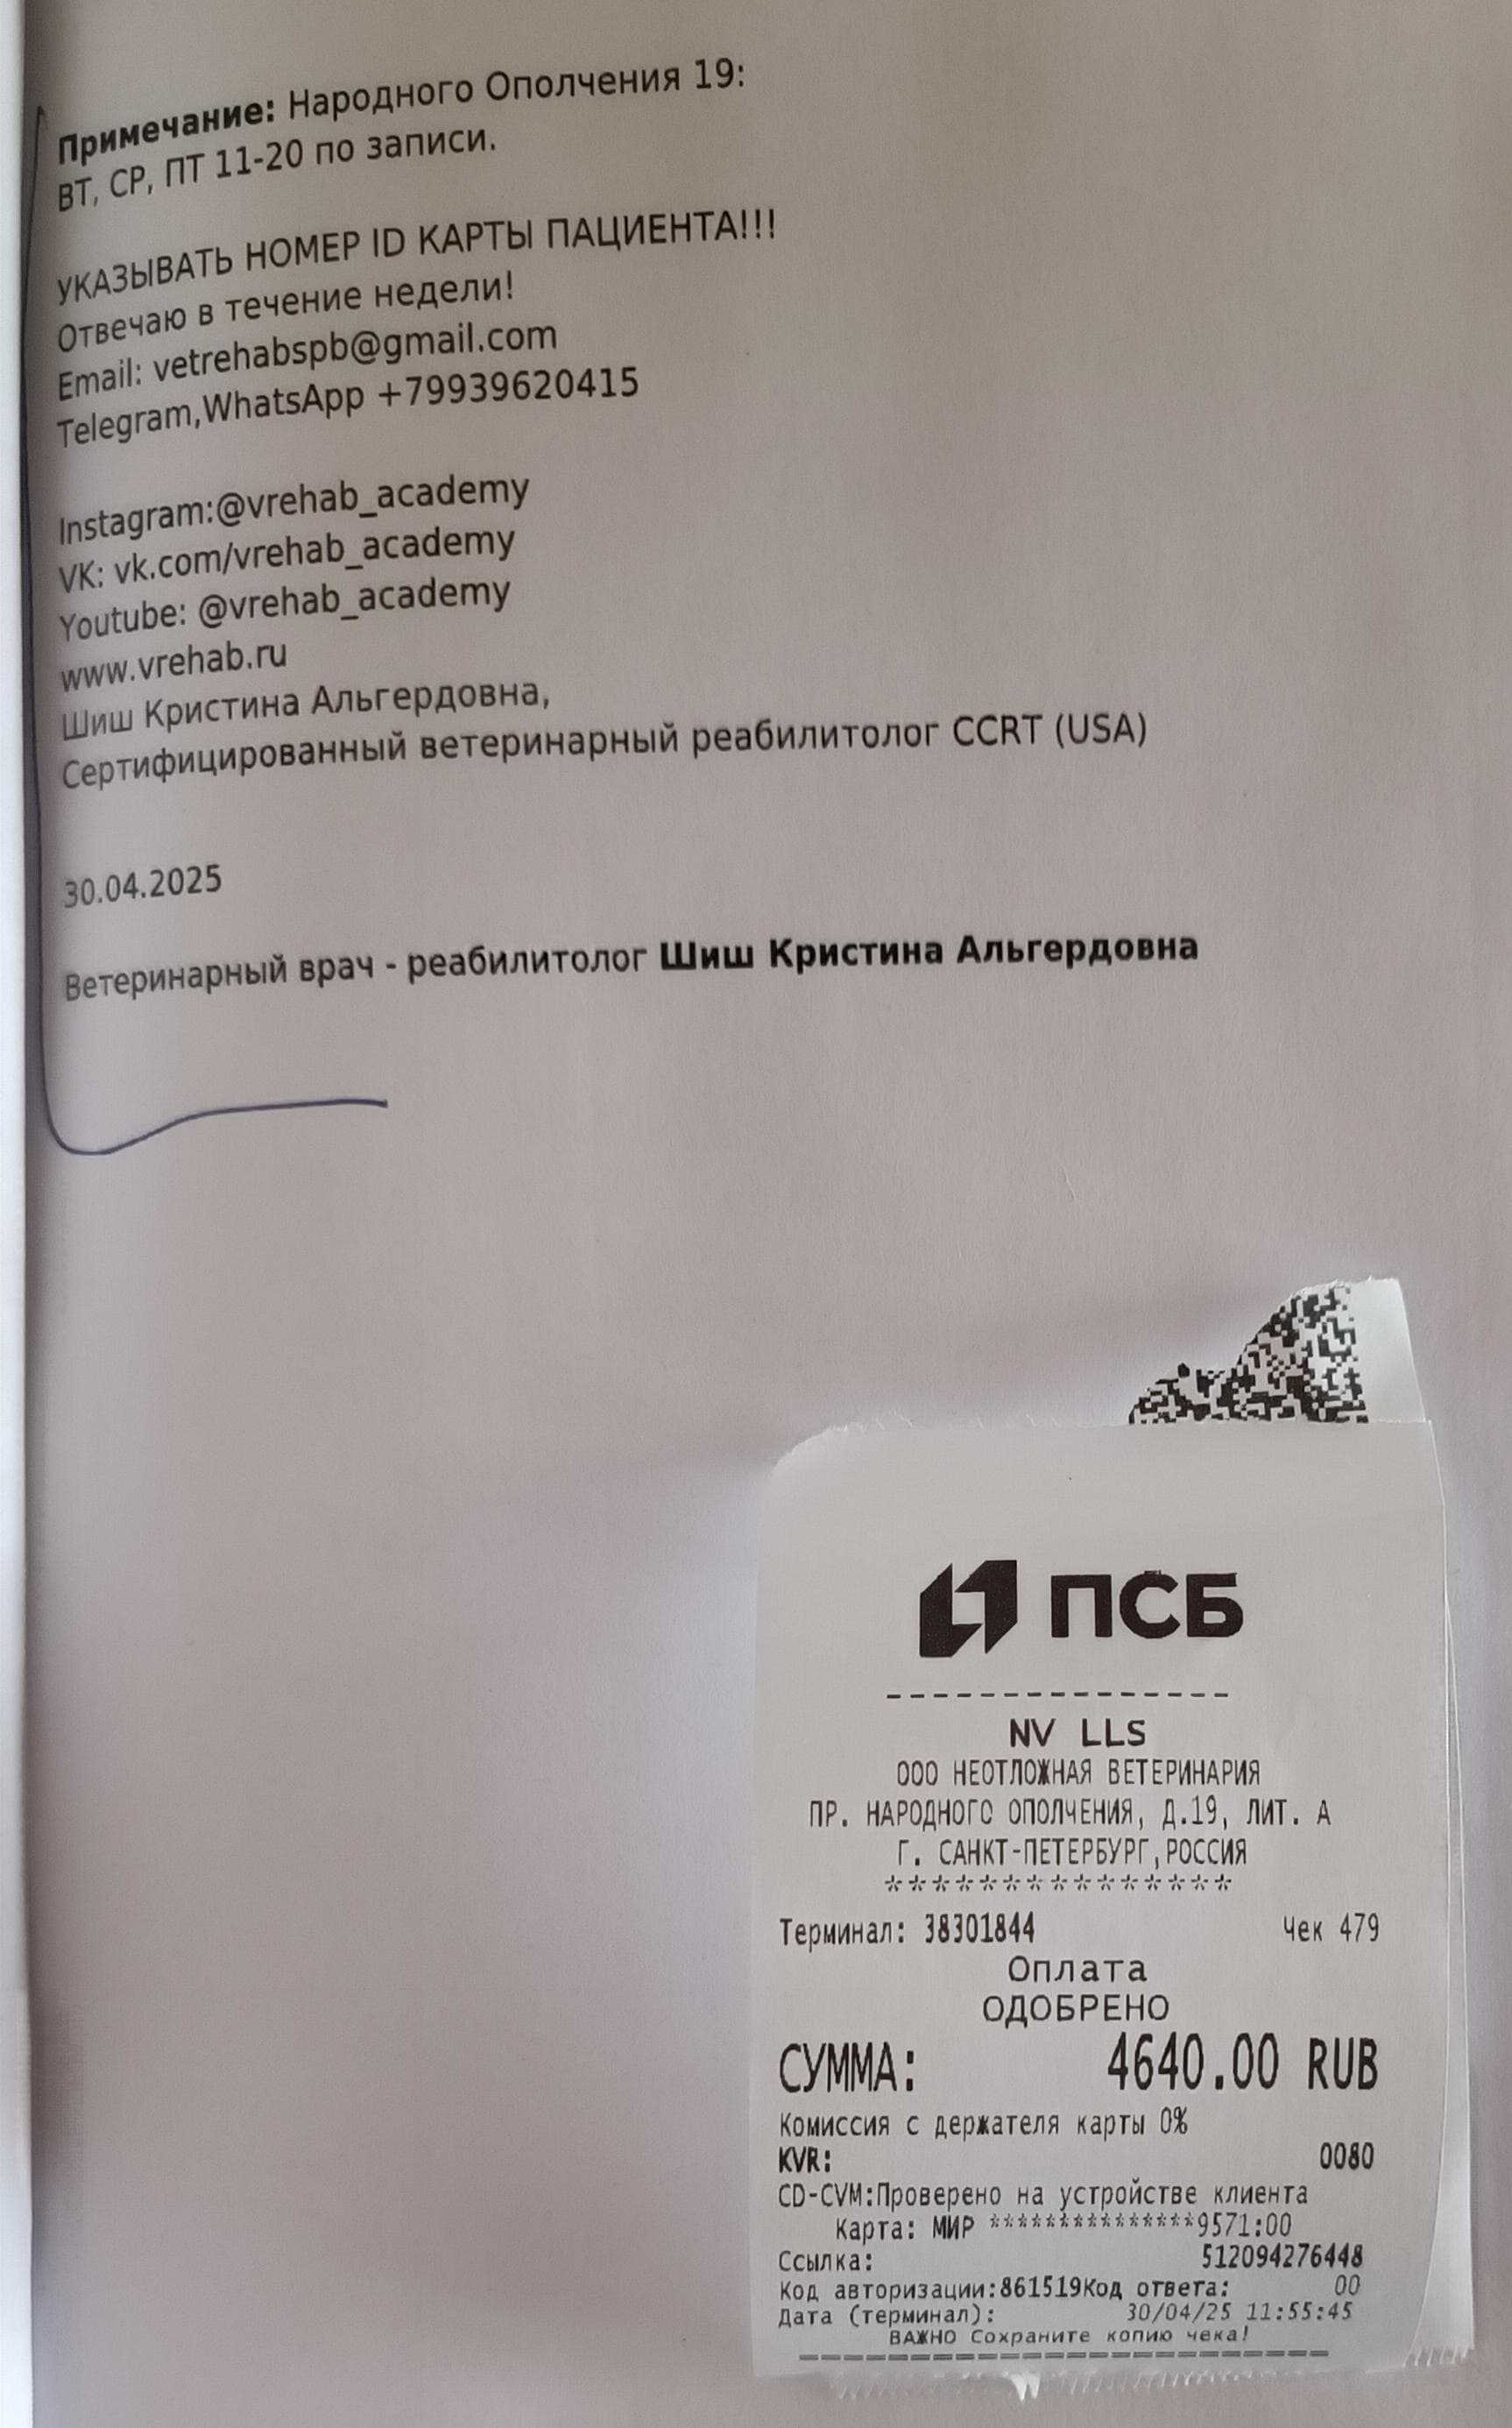 Примечание: Народного Ополчения 19:
ВТ, СР, ПТ 11-20 по записи.
УКАЗЫВАТЬ НОМЕР ID КАРТЫ ПАЦИЕНТА!!!
Отвечаю в течение недели!
Email: vetrehabspb@gmail.com
Telegram,WhatsApp +79939620415
Instagram:@vrehab_academy
VK: vk.com/vrehab_academy
Youtube: @vrehab_academy
www.vrehab.ru
Шиш Кристина Альгердовна,
Сертифицированный ветеринарный реабилитолог CCRT (USA)
30.04.2025
Ветеринарный врач - реабилитолог Шиш Кристина Альгердовна
ПСБ
---------------
NV LLS
ООО НЕОТЛОЖНАЯ ВЕТЕРИНАРИЯ
ПР. НАРОДНОГО ОПОЛЧЕНИЯ, Д.19, ЛИТ. А
Г. САНКТ-ПЕТЕРБУРГ,РОССИЯ
***************
Терминал: 38301844 Чек 479
Оплата
ОДОБРЕНО
СУММА: 4640.00 RUB
Комиссия с держателя карты 0%
KVR: 0080
CD-CVM:Проверено на устройстве клиента
Карта: МИР ***************9571:00
Ссылка: 512094276448
Код авторизации:861519Код ответа: 00
Дата (терминал): 30/04/25 11:55:45
ВАЖНО Сохраните копию чека!
========================